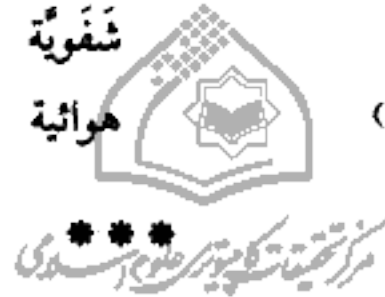 شَفَوِيَّة
هوائية (
***
مرکز تحقیقات کامپیوتری علوم اسلامی